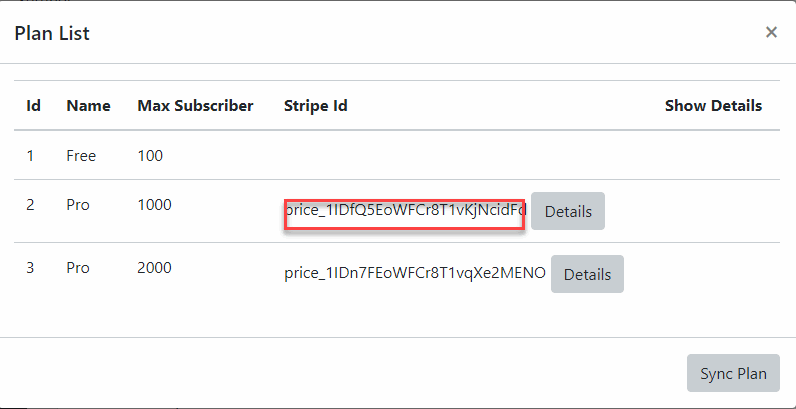 Plan List ×
Id Name Max Subscriber Stripe Id Show Details
1 Free 100
2 Pro 1000 price_1IDfQ5EoWFCr8T1vKjNcidFd Details
3 Pro 2000 price_1IDn7FEoWFCr8T1vqXe2MENO Details
Sync Plan